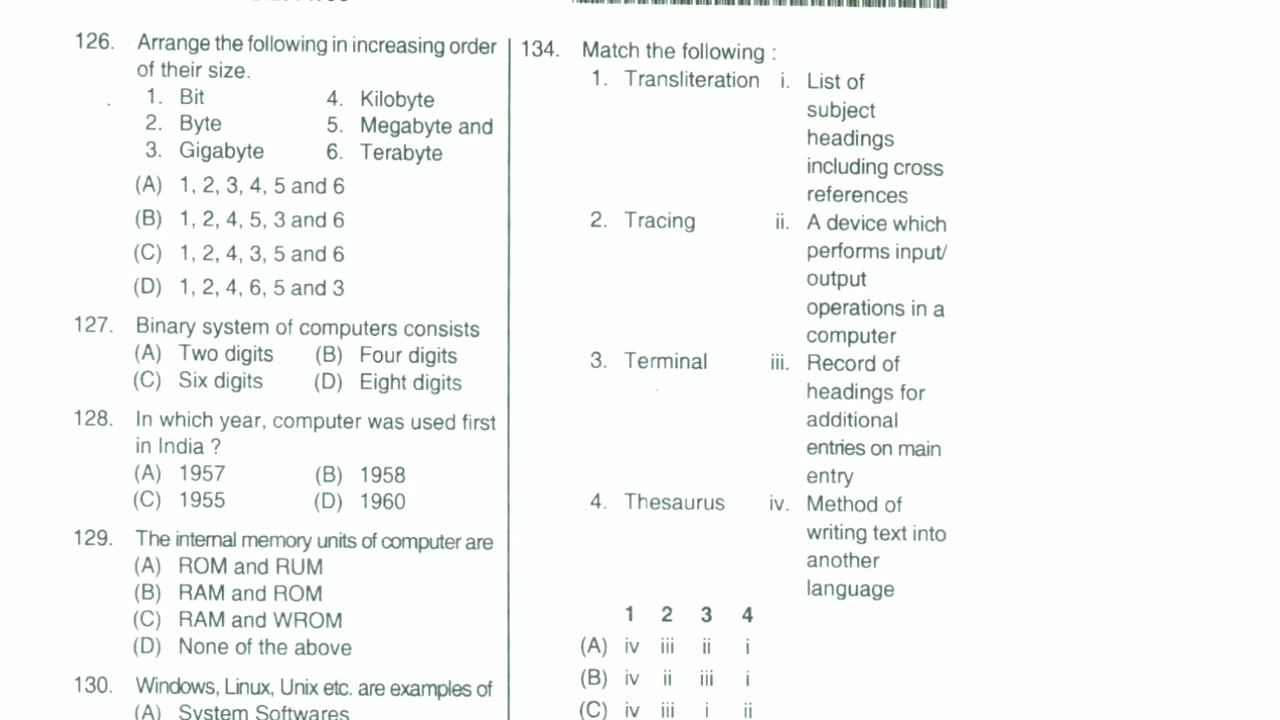 126. Arrange the following in increasing order
of their size.
1. Bit 4. Kilobyte
2. Byte 5. Megabyte and
3. Gigabyte 6. Terabyte
(A) 1, 2, 3, 4, 5 and 6
(B) 1, 2, 4, 5, 3 and 6
(C) 1, 2, 4, 3, 5 and 6
(D) 1, 2, 4, 6, 5 and 3
127. Binary system of computers consists
(A) Two digits (B) Four digits
(C) Six digits (D) Eight digits
128. In which year, computer was used first
in India ?
(A) 1957 (B) 1958
(C) 1955 (D) 1960
129. The internal memory units of computer are
(A) ROM and RUM
(B) RAM and ROM
(C) RAM and WROM
(D) None of the above
130. Windows, Linux, Unix etc. are examples of
(A) System Softwares
134. Match the following :
1. Transliteration i. List of
subject
headings
including cross
references
2. Tracing ii. A device which
performs input/
output
operations in a
computer
3. Terminal iii. Record of
headings for
additional
entries on main
entry
4. Thesaurus iv. Method of
writing text into
another
language
1 2 3 4
(A) iv iii ii i
(B) iv ii iii i
(C) iv iii i ii